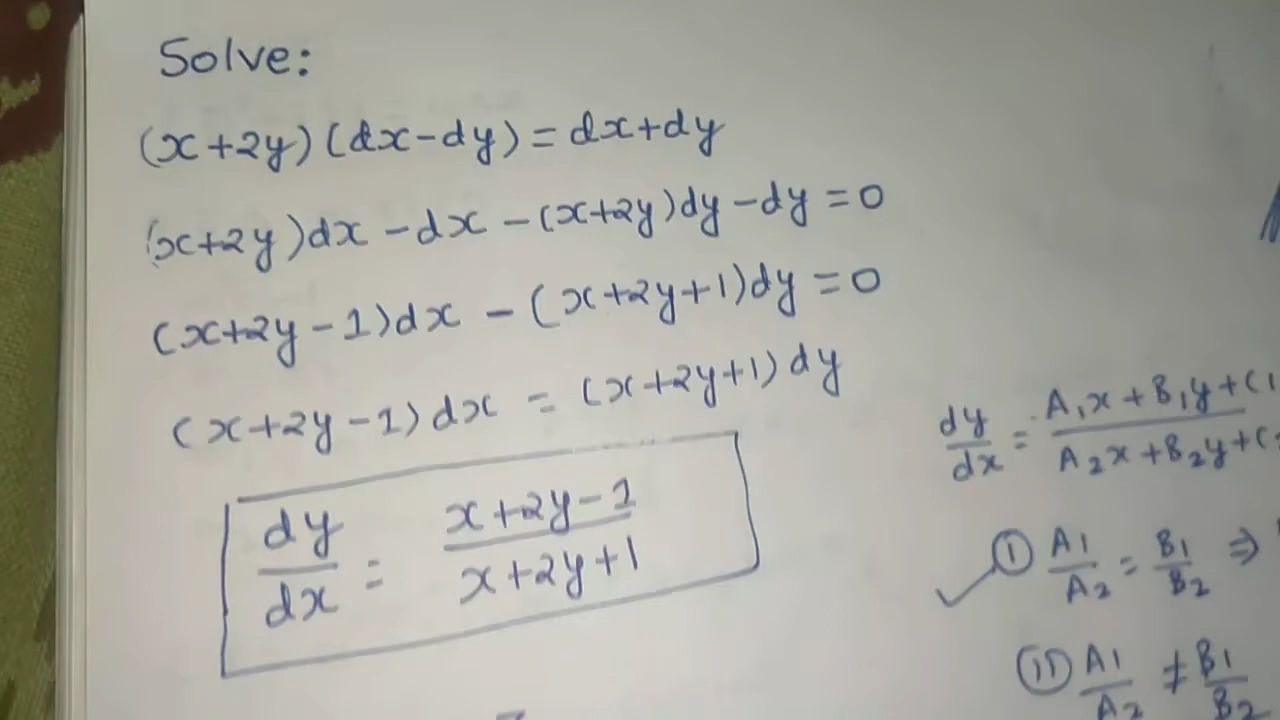 Solve:
(x+2y)(dx-dy)=dx+dy
(x+2y)dx-dx-(x+2y)dy-dy=0
(x+2y-1)dx-(x+2y+1)dy=0
(x+2y-1)dx=(x+2y+1)dy
dy/dx = (x+2y-1)/(x+2y+1)
dy/dx = (A₁x+B₁y+C₁)/(A₂x+B₂y+C₂
✓ⓘ A₁/A₂ = B₁/B₂ ⇒
(ii) A₁/A₂ ≠ B₁/B₂